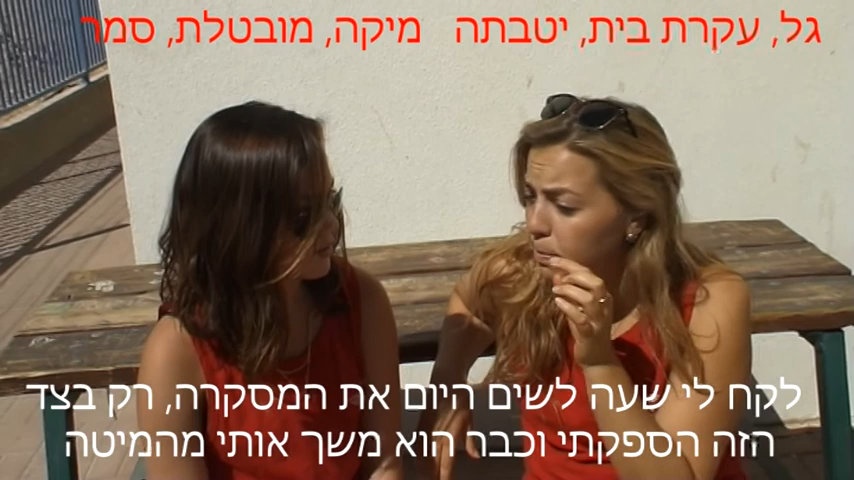 גל, עקרת בית, יטבתה   מיקה, מובטלת, סמר
לקח לי שעה לשים היום את המסקרה, רק בצד
הזה הספקתי וכבר הוא משך אותי מהמיטה